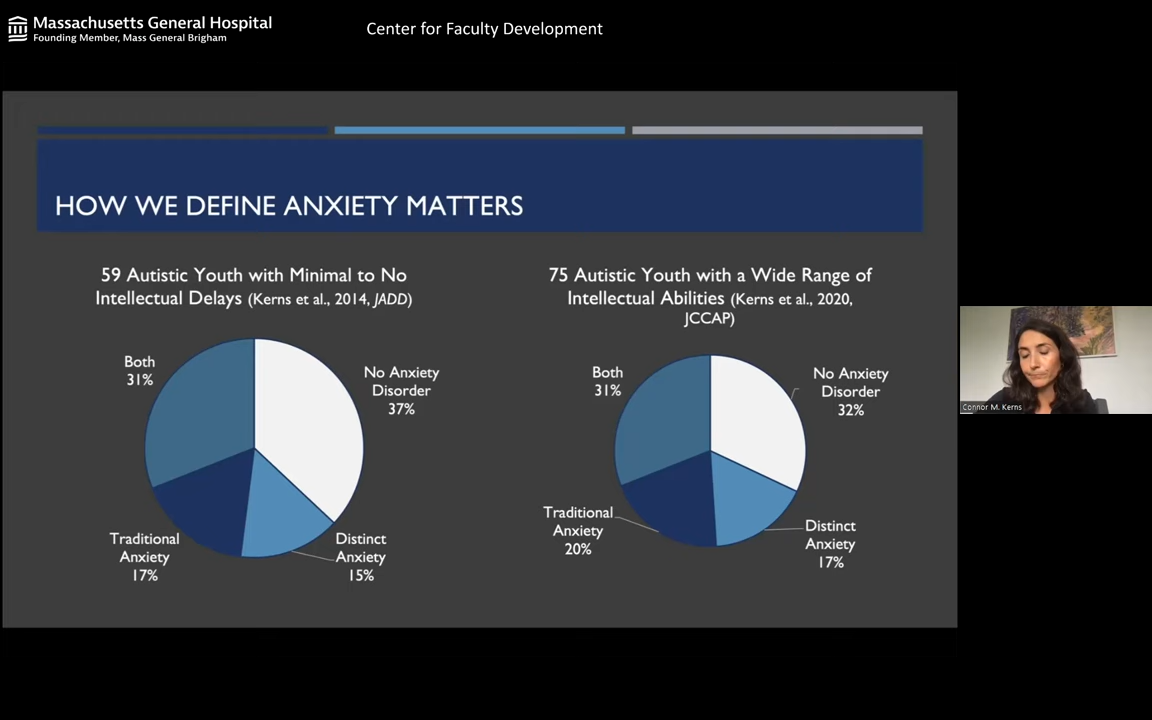 Massachusetts General Hospital
Founding Member, Mass General Brigham
Center for Faculty Development
HOW WE DEFINE ANXIETY MATTERS
59 Autistic Youth with Minimal to No
Intellectual Delays (Kerns et al., 2014, JADD)
Both
31%
No Anxiety
Disorder
37%
Traditional
Anxiety
17%
Distinct
Anxiety
15%
75 Autistic Youth with a Wide Range of
Intellectual Abilities (Kerns et al., 2020,
JCCAP)
Both
31%
No Anxiety
Disorder
32%
Traditional
Anxiety
20%
Distinct
Anxiety
17%
Connor M. Kerns